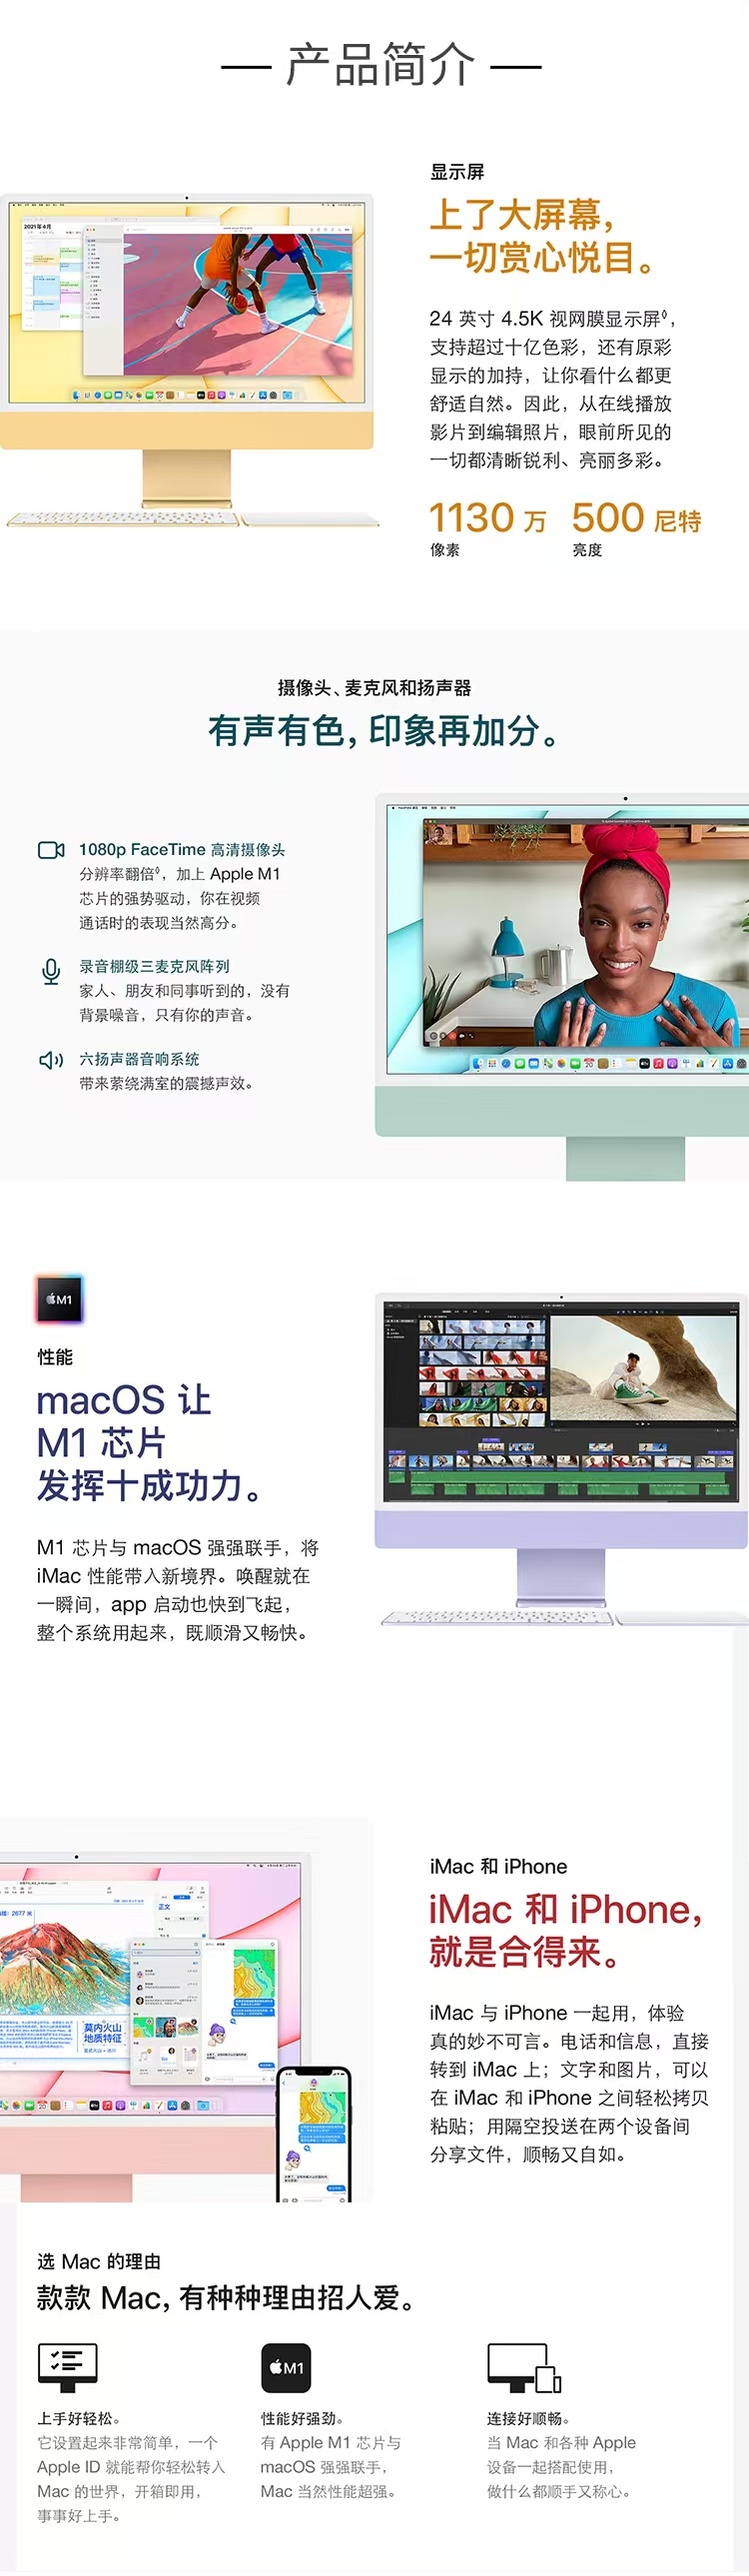 产品简介
显示屏
上了大屏幕，
一切赏心悦目。
24 英寸 4.5K 视网膜显示屏◊，
支持超过十亿色彩，还有原彩
显示的加持，让你看什么都更
舒适自然。因此，从在线播放
影片到编辑照片，眼前所见的
一切都清晰锐利、亮丽多彩。
1130 万 500 尼特
像素 亮度
2021年4月
摄像头、麦克风和扬声器
有声有色，印象再加分。
1080p FaceTime 高清摄像头
分辨率翻倍◊，加上 Apple M1
芯片的强势驱动，你在视频
通话时的表现当然高分。
录音棚级三麦克风阵列
家人、朋友和同事听到的，没有
背景噪音，只有你的声音。
六扬声器音响系统
带来萦绕满室的震撼声效。
M1
性能
macOS 让
M1 芯片
发挥十成功力。
M1 芯片与 macOS 强强联手，将
iMac 性能带入新境界。唤醒就在
一瞬间，app 启动也快到飞起，
整个系统用起来，既顺滑又畅快。
iMac 和 iPhone
iMac 和 iPhone，
就是合得来。
iMac 与 iPhone 一起用，体验
真的妙不可言。电话和信息，直接
转到 iMac 上；文字和图片，可以
在 iMac 和 iPhone 之间轻松拷贝
粘贴；用隔空投送在两个设备间
分享文件，顺畅又自如。
2677 米
正文
莫内火山
地质特征
选 Mac 的理由
款款 Mac，有种种理由招人爱。
M1
上手好轻松。
它设置起来非常简单，一个
Apple ID 就能帮你轻松转入
Mac 的世界，开箱即用，
事事好上手。
性能好强劲。
有 Apple M1 芯片与
macOS 强强联手，
Mac 当然性能超强。
连接好顺畅。
当 Mac 和各种 Apple
设备一起搭配使用，
做什么都顺手又称心。